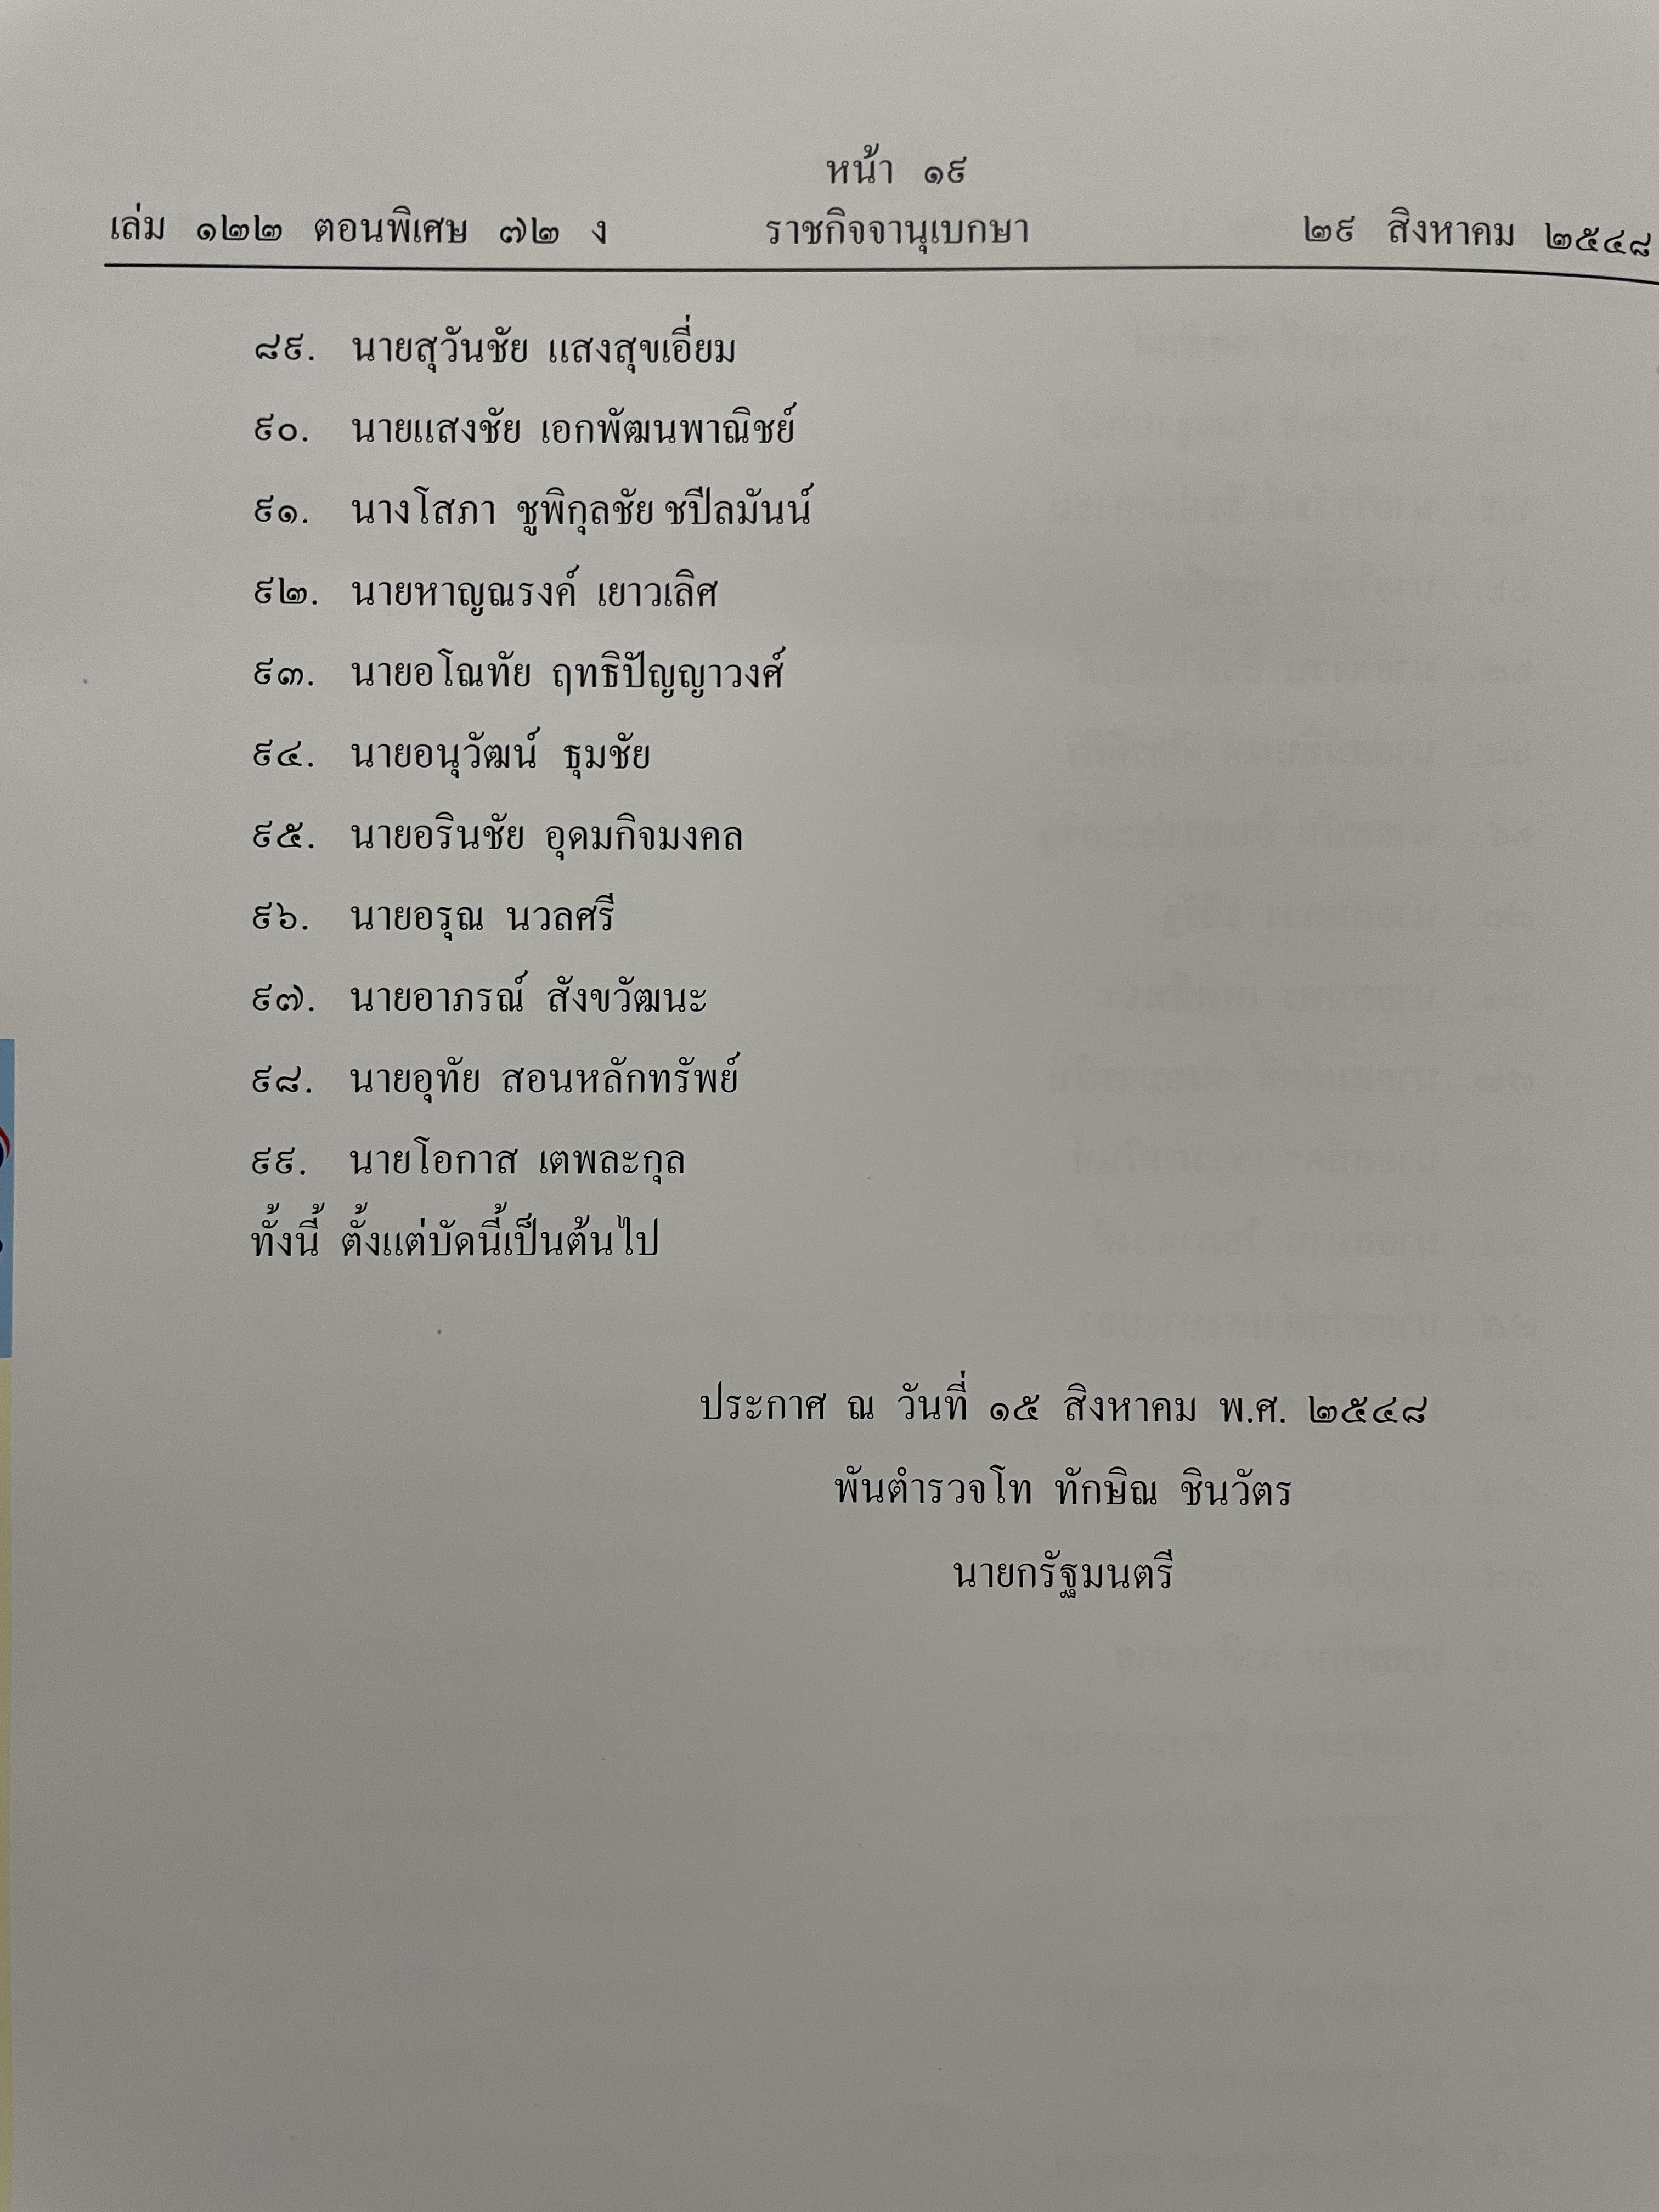 หน้า ๑๙
เล่ม ๑๒๒ ตอนพิเศษ ๗๒ ง ราชกิจจานุเบกษา ๒๙ สิงหาคม ๒๕๔๘
๘๙. นายสุวันชัย แสงสุขเอี่ยม
๙๐. นายแสงชัย เอกพัฒนพาณิชย์
๙๑. นางโสภา ชูพิกุลชัย ชปีลมันน์
๙๒. นายหาญณรงค์ เยาวเลิศ
๙๓. นายอโณทัย ฤทธิปัญญาวงศ์
๙๔. นายอนุวัฒน์ ธุมชัย
๙๕. นายอรินชัย อุดมกิจมงคล
๙๖. นายอรุณ นวลศรี
๙๗. นายอาภรณ์ สังขวัฒนะ
๙๘. นายอุทัย สอนหลักทรัพย์
๙๙. นายโอกาส เตพละกุล
ทั้งนี้ ตั้งแต่บัดนี้เป็นต้นไป
ประกาศ ณ วันที่ ๑๕ สิงหาคม พ.ศ. ๒๕๔๘
พันตำรวจโท ทักษิณ ชินวัตร
นายกรัฐมนตรี